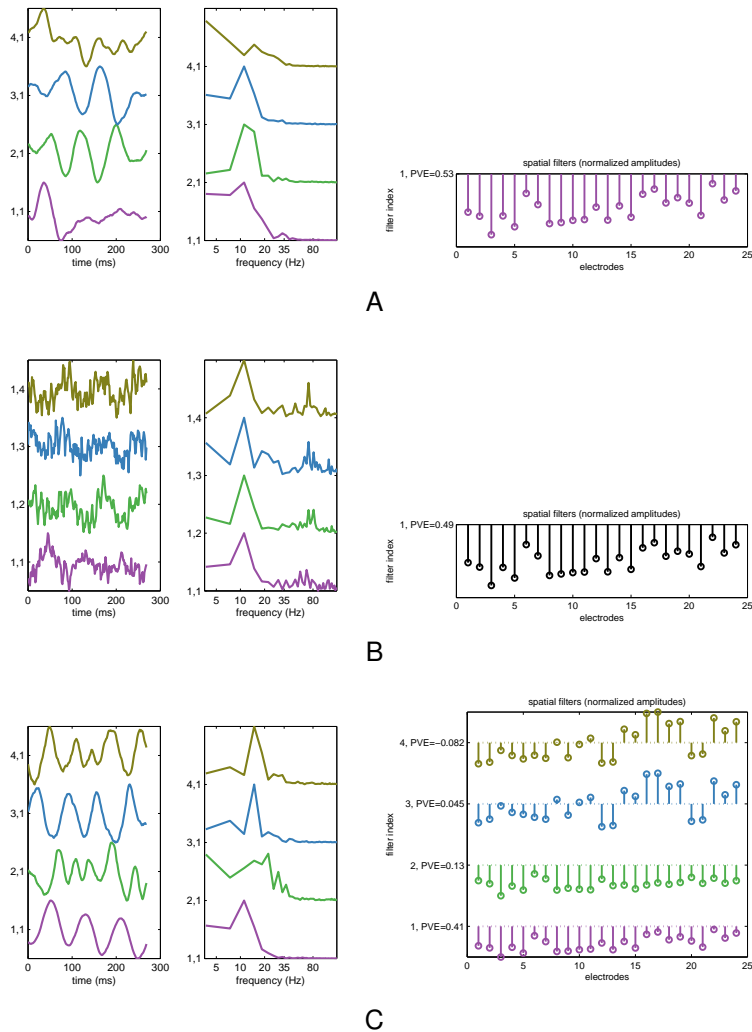 4,1
3,1
2,1
1,1
0 100 200 300
time (ms)
4,1
3,1
2,1
1,1
5 10 20 35 80
frequency (Hz)
spatial filters (normalized amplitudes)
1, PVE=0.53
filter index
0 5 10 15 20 25
electrodes
A
1,4
1,3
1,2
1,1
0 100 200 300
time (ms)
1,4
1,3
1,2
1,1
5 10 20 35 80
frequency (Hz)
spatial filters (normalized amplitudes)
1, PVE=0.49
filter index
0 5 10 15 20 25
electrodes
B
4,1
3,1
2,1
1,1
0 100 200 300
time (ms)
4,1
3,1
2,1
1,1
5 10 20 35 80
frequency (Hz)
spatial filters (normalized amplitudes)
4, PVE=−0.082
3, PVE=0.045
2, PVE=0.13
1, PVE=0.41
filter index
0 5 10 15 20 25
electrodes
C